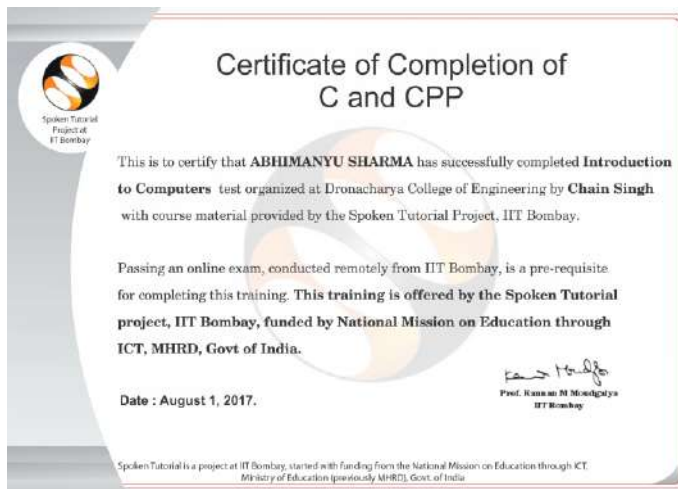 Certificate of Completion of
C and CPP
Spoken Tutorial
Project at
IIT Bombay
This is to certify that ABHIMANYU SHARMA has successfully completed Introduction
to Computers test organized at Dronacharya College of Engineering by Chain Singh
with course material provided by the Spoken Tutorial Project, IIT Bombay.
Passing an online exam, conducted remotely from IIT Bombay, is a pre-requisite
for completing this training. This training is offered by the Spoken Tutorial
project, IIT Bombay, funded by National Mission on Education through
ICT, MHRD, Govt of India.
Date : August 1, 2017.
Prof. Kannan M Moudgalya
IIT Bombay
Spoken Tutorial is a project at IIT Bombay, started with funding from the National Mission on Education through ICT,
Ministry of Education (previously MHRD), Govt. of India